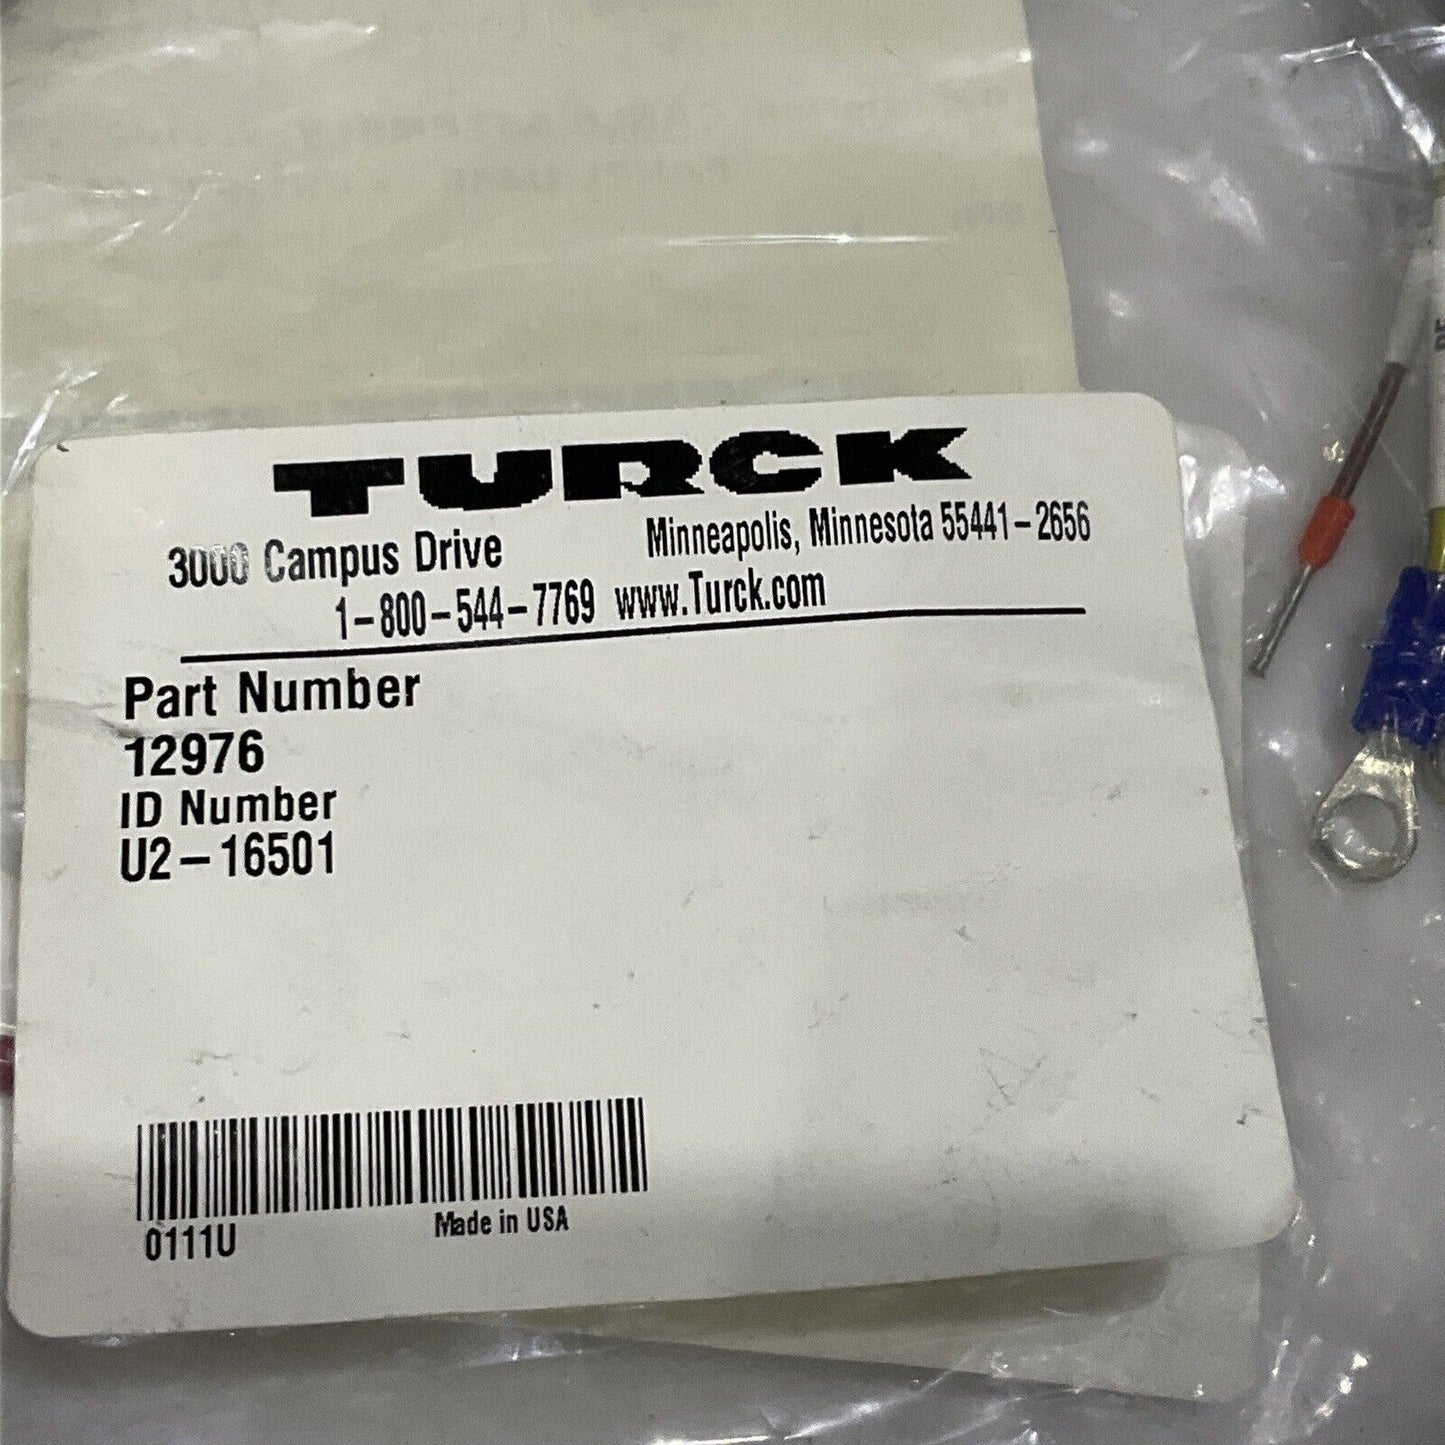 TURCK
3000 Campus Drive Minneapolis, Minnesota 55441-2656
1-800-544-7769 www.Turck.com
Part Number
12976
ID Number
U2-16501
0111U Made in USA